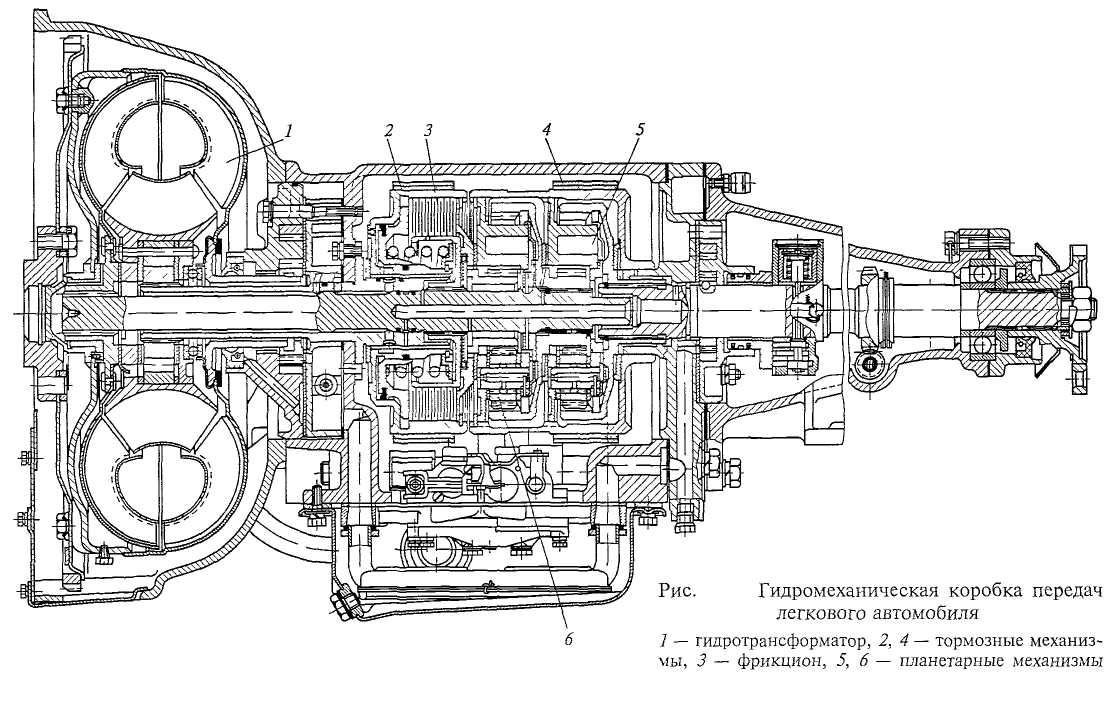 1
2
3
4
5
6
Рис. Гидромеханическая коробка передач
легкового автомобиля
1 — гидротрансформатор, 2, 4 — тормозные механиз-
мы, 3 — фрикцион, 5, 6 — планетарные механизмы